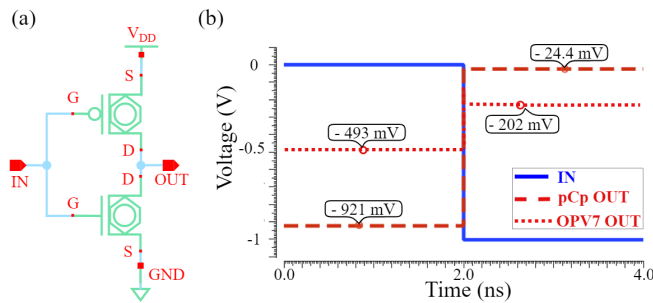 (a)
V_DD
S
G
D
IN
OUT
D
G
S
GND
(b)
Voltage (V)
0
-0.5
-1
- 24.4 mV
- 493 mV
- 202 mV
- 921 mV
IN
pCp OUT
OPV7 OUT
0.0
2.0
4.0
Time (ns)